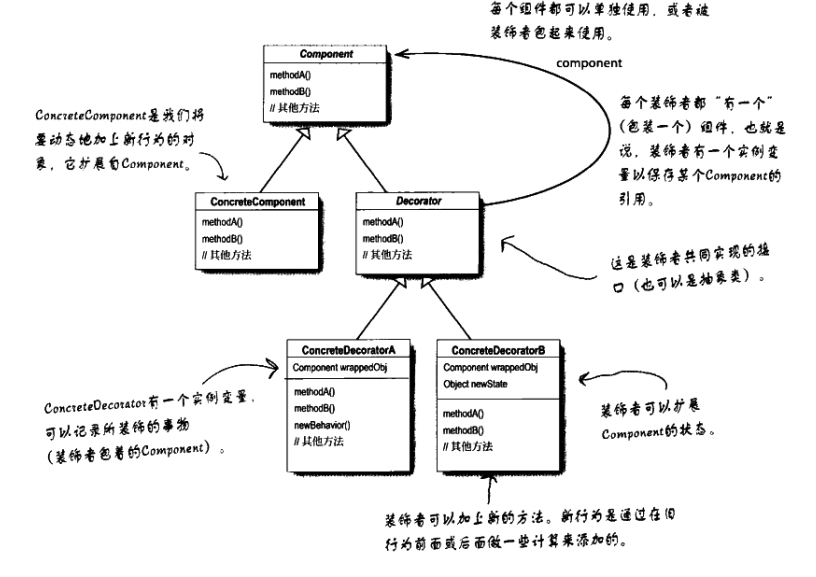 每个组件都可以单独使用，或者被
装饰者包起来使用。
Component
methodA()
methodB()
// 其他方法
component
ConcreteComponent是我们将
要动态地加上新行为的对
象，它扩展自Component。
每个装饰者都“有一个”
（包装一个）组件，也就是
说，装饰者有一个实例变
量以保存某个Component的
引用。
ConcreteComponent
methodA()
methodB()
// 其他方法
Decorator
methodA()
methodB()
// 其他方法
这是装饰者共同实现的接
口（也可以是抽象类）。
ConcreteDecoratorA
Component wrappedObj
methodA()
methodB()
newBehavior()
// 其他方法
ConcreteDecoratorB
Component wrappedObj
Object newState
methodA()
methodB()
// 其他方法
ConcreteDecorator有一个实例变量，
可以记录所装饰的事物
（装饰者包着的Component）。
装饰者可以扩展
Component的状态。
装饰者可以加上新的方法。新行为是通过在旧
行为前面或后面做一些计算来添加的。